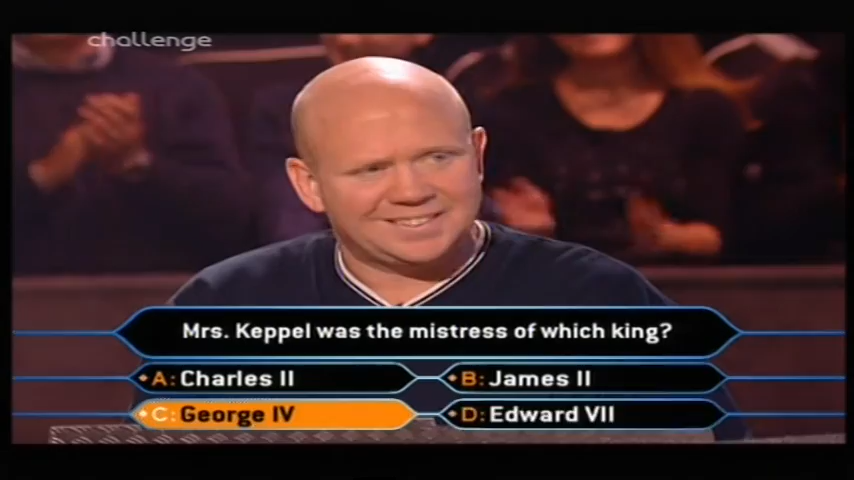 challenge
Mrs. Keppel was the mistress of which king?
A: Charles II
B: James II
C: George IV
D: Edward VII